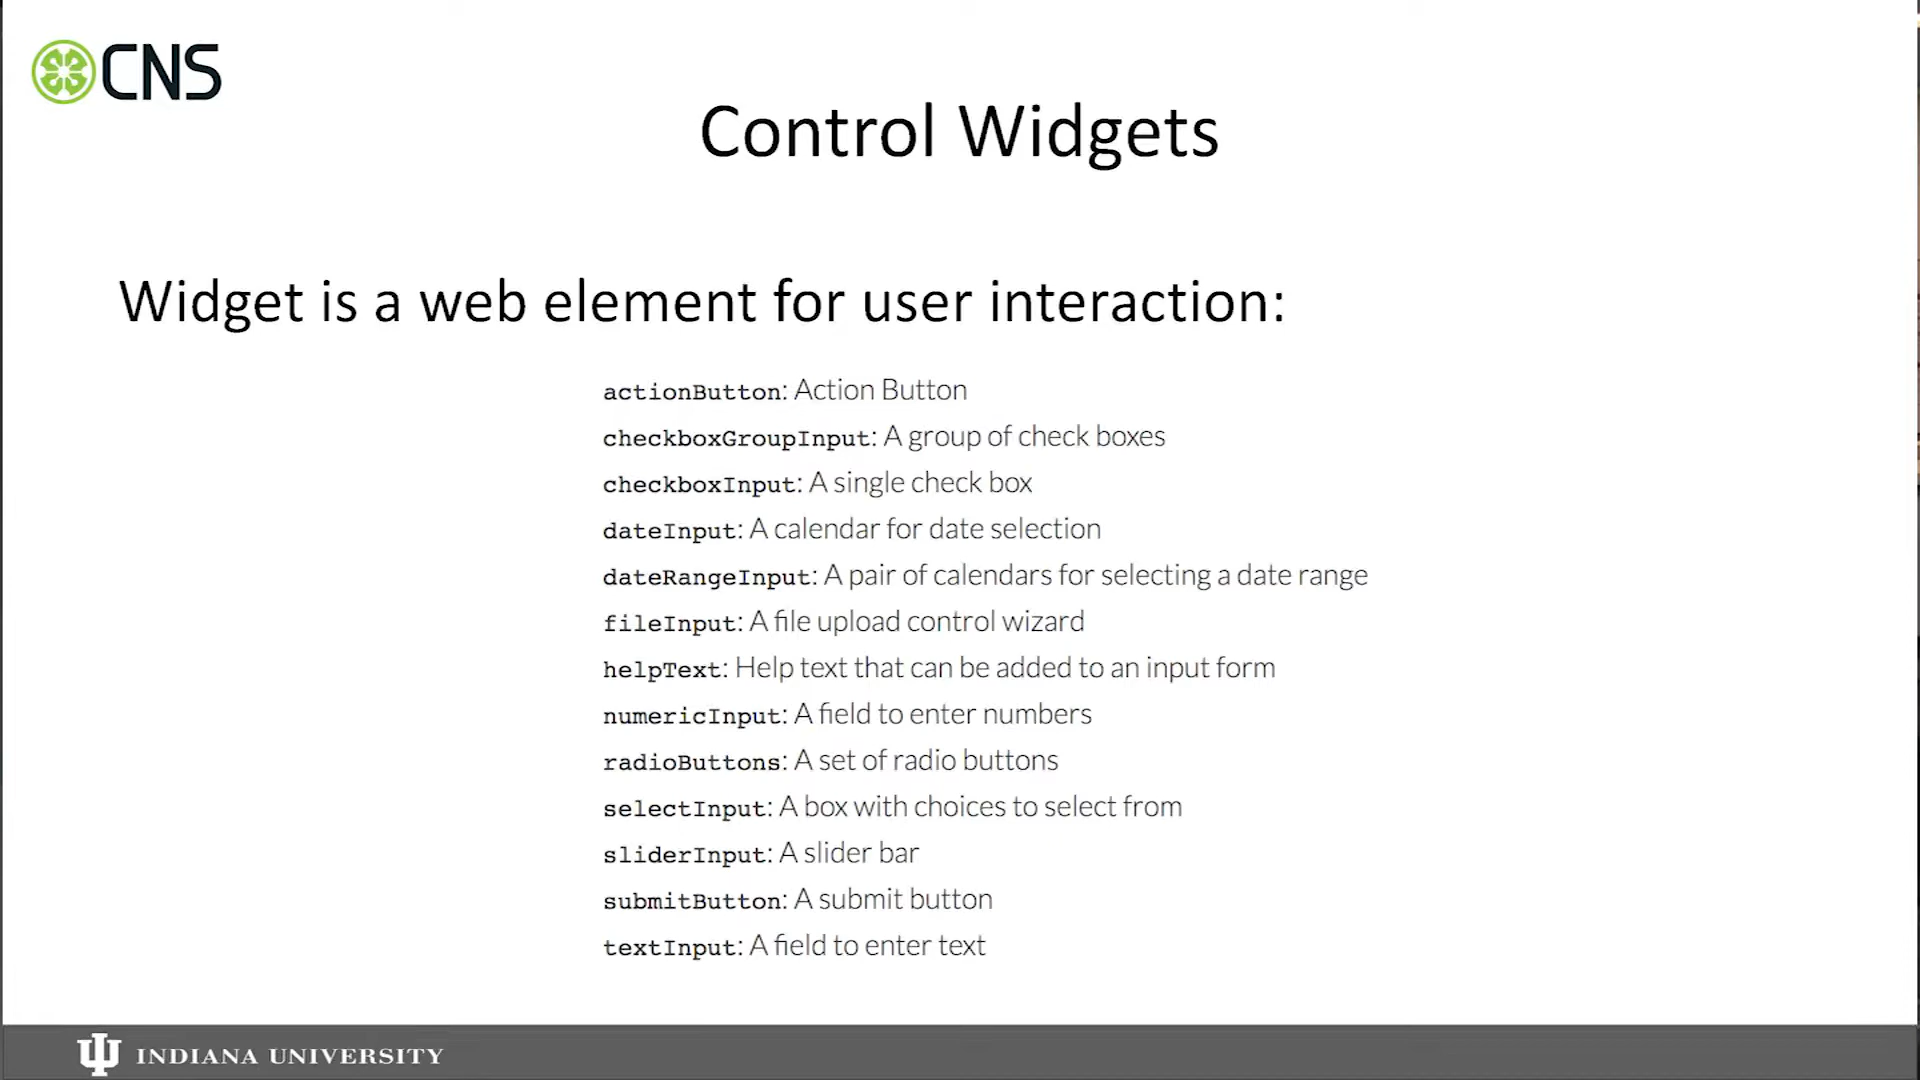 CNS
Control Widgets
Widget is a web element for user interaction:
actionButton: Action Button
checkboxGroupInput: A group of check boxes
checkboxInput: A single check box
dateInput: A calendar for date selection
dateRangeInput: A pair of calendars for selecting a date range
fileInput: A file upload control wizard
helpText: Help text that can be added to an input form
numericInput: A field to enter numbers
radioButtons: A set of radio buttons
selectInput: A box with choices to select from
sliderInput: A slider bar
submitButton: A submit button
textInput: A field to enter text
INDIANA UNIVERSITY